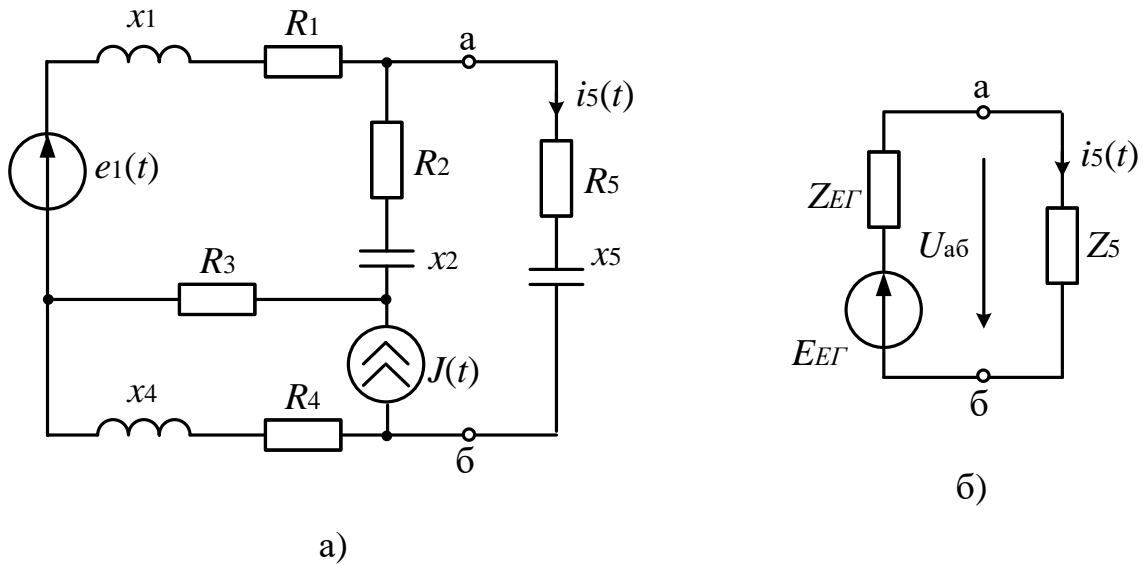 x1 R1 а
i5(t)
а
e1(t) R2 R5
i5(t)
ZЕГ
R3 x2 x5
Uаб Z5
J(t)
EЕГ
x4 R4
б
б
б)
а)